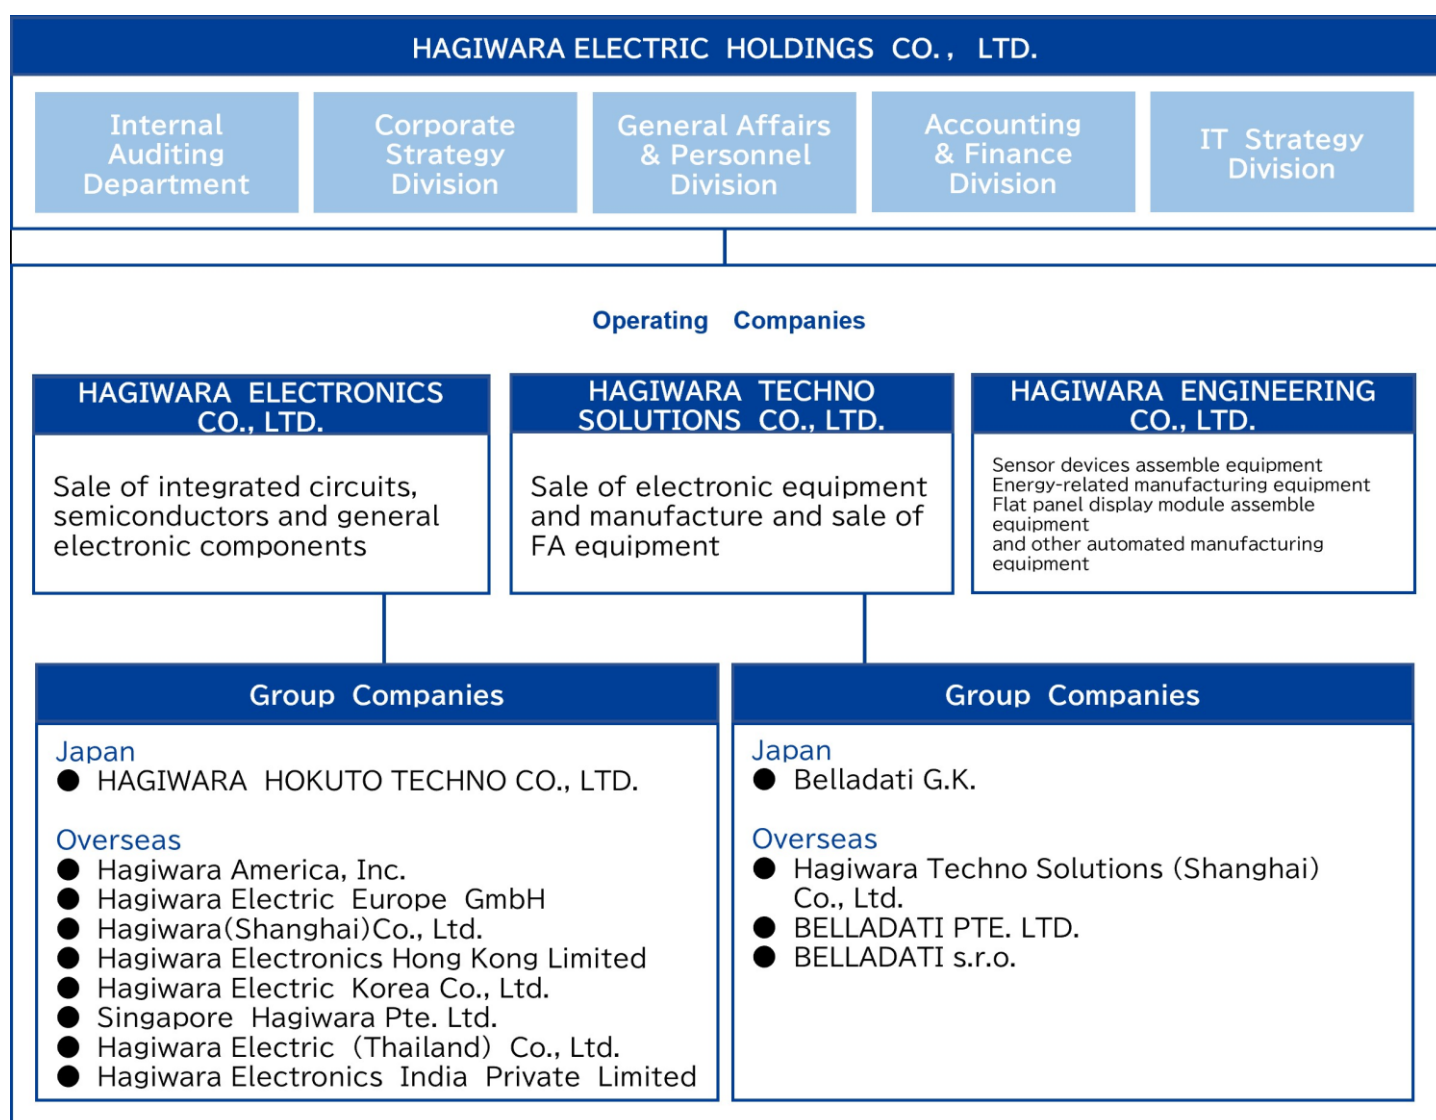 HAGIWARA ELECTRIC HOLDINGS CO., LTD.
Internal
Auditing
Department
Corporate
Strategy
Division
General Affairs
& Personnel
Division
Accounting
& Finance
Division
IT Strategy
Division
Operating Companies
HAGIWARA ELECTRONICS
CO., LTD.
Sale of integrated circuits,
semiconductors and general
electronic components
HAGIWARA TECHNO
SOLUTIONS CO., LTD.
Sale of electronic equipment
and manufacture and sale of
FA equipment
HAGIWARA ENGINEERING
CO., LTD.
Sensor devices assemble equipment
Energy-related manufacturing equipment
Flat panel display module assemble
equipment
and other automated manufacturing
equipment
Group Companies
Japan
● HAGIWARA HOKUTO TECHNO CO., LTD.
Overseas
● Hagiwara America, Inc.
● Hagiwara Electric Europe GmbH
● Hagiwara(Shanghai)Co., Ltd.
● Hagiwara Electronics Hong Kong Limited
● Hagiwara Electric Korea Co., Ltd.
● Singapore Hagiwara Pte. Ltd.
● Hagiwara Electric (Thailand) Co., Ltd.
● Hagiwara Electronics India Private Limited
Group Companies
Japan
● Belladati G.K.
Overseas
● Hagiwara Techno Solutions (Shanghai)
Co., Ltd.
● BELLADATI PTE. LTD.
● BELLADATI s.r.o.